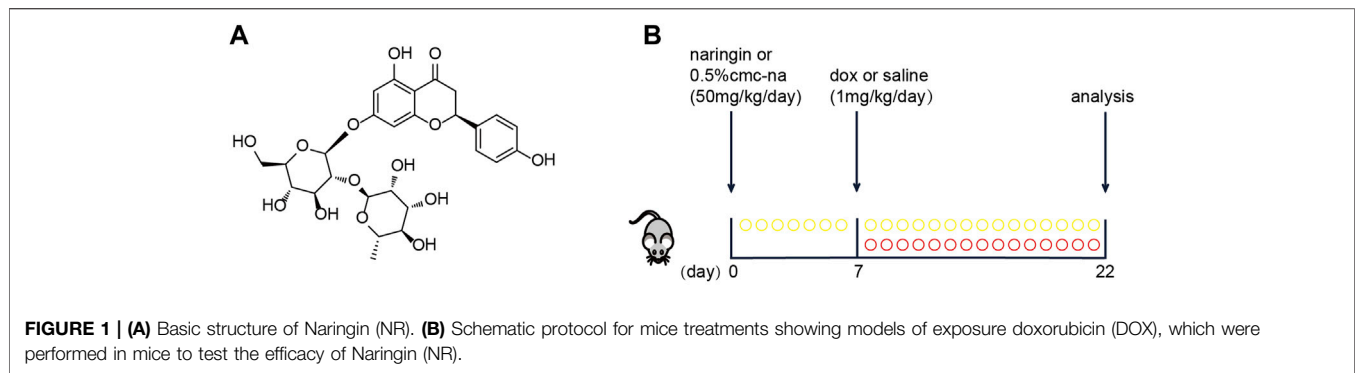 A
OH
O
O
O
OH
HO
O
O
OH
HO
OH
O
OH
OH
B
naringin or
0.5%cmc-na
(50mg/kg/day)
dox or saline
(1mg/kg/day)
analysis
(day) 0 7 22
FIGURE 1 | (A) Basic structure of Naringin (NR). (B) Schematic protocol for mice treatments showing models of exposure doxorubicin (DOX), which were
performed in mice to test the efficacy of Naringin (NR).